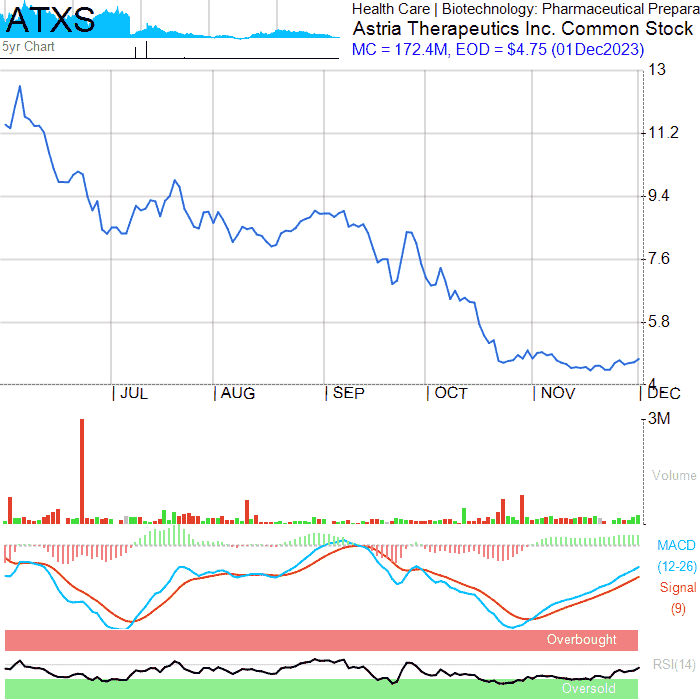 ATXS
Health Care | Biotechnology: Pharmaceutical Prepara
Astria Therapeutics Inc. Common Stock
5yr Chart
MC = 172.4M, EOD = $4.75 (01Dec2023)
13
11.2
9.4
7.6
5.8
4
JUL
AUG
SEP
OCT
NOV
DEC
3M
Volume
MACD
(12-26)
Signal
(9)
Overbought
RSI(14)
Oversold